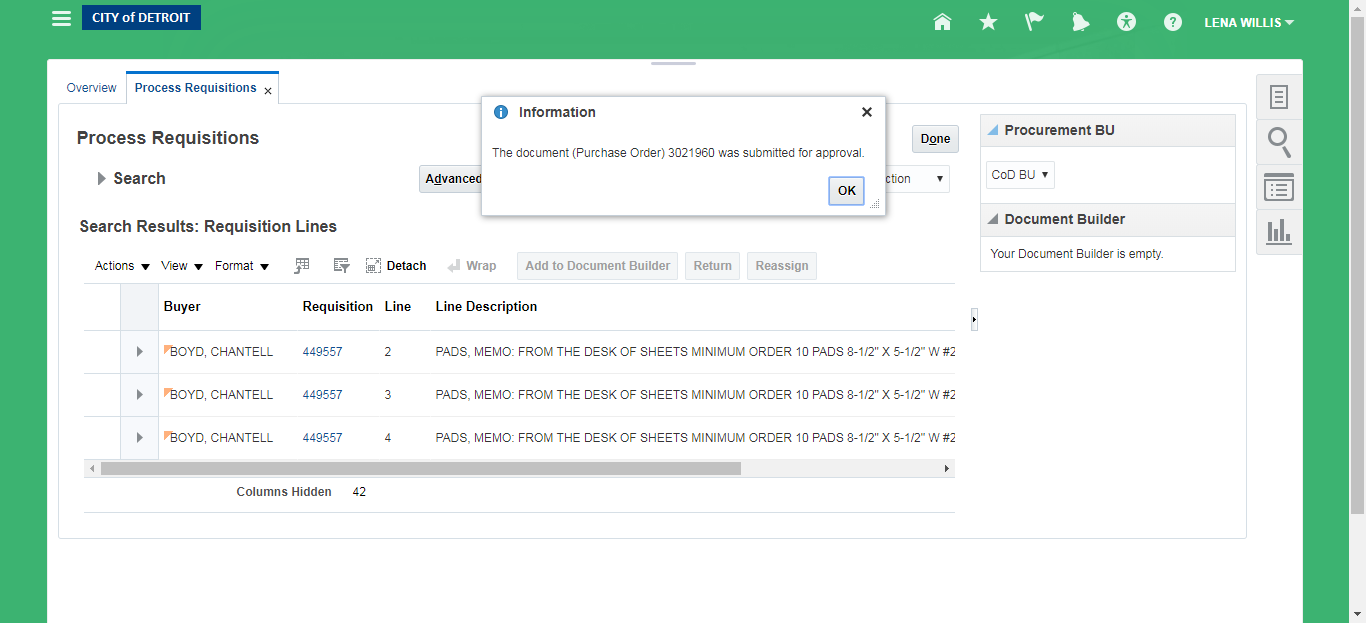 CITY of DETROIT
LENA WILLIS
Overview
Process Requisitions
Information
The document (Purchase Order) 3021960 was submitted for approval.
OK
Process Requisitions
Done
Search
Advanced
ction
Search Results: Requisition Lines
Actions View Format Detach Wrap Add to Document Builder Return Reassign
Buyer Requisition Line Line Description
BOYD, CHANTELL 449557 2 PADS, MEMO: FROM THE DESK OF SHEETS MINIMUM ORDER 10 PADS 8-1/2" X 5-1/2" W #2
BOYD, CHANTELL 449557 3 PADS, MEMO: FROM THE DESK OF SHEETS MINIMUM ORDER 10 PADS 8-1/2" X 5-1/2" W #2
BOYD, CHANTELL 449557 4 PADS, MEMO: FROM THE DESK OF SHEETS MINIMUM ORDER 10 PADS 8-1/2" X 5-1/2" W #2
Columns Hidden 42
Procurement BU
CoD BU
Document Builder
Your Document Builder is empty.